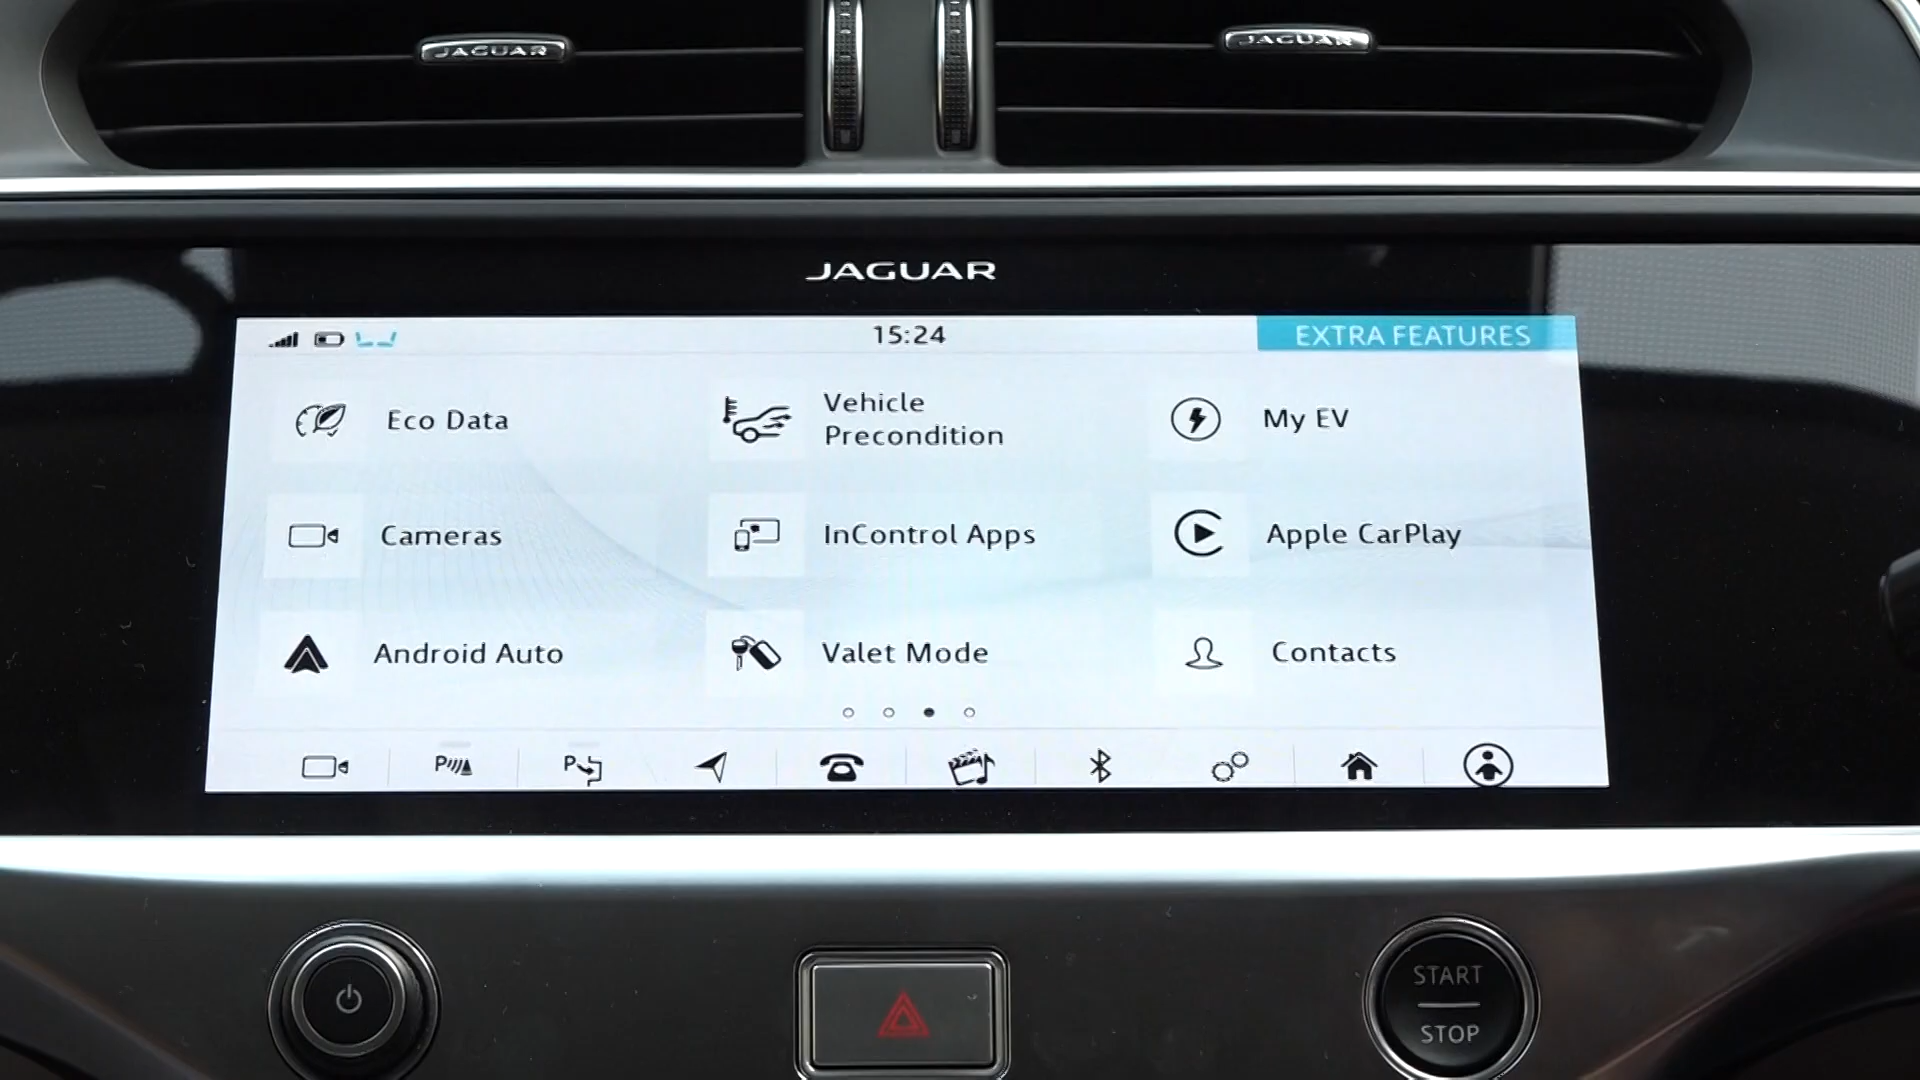 JAGUAR
JAGUAR
JAGUAR
15:24
EXTRA FEATURES
Eco Data
Vehicle
Precondition
My EV
Cameras
InControl Apps
Apple CarPlay
Android Auto
Valet Mode
Contacts
P
P
START
STOP